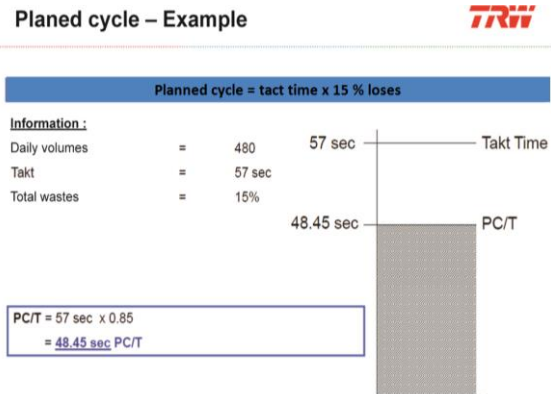 Planed cycle – Example
TRW
Planned cycle = tact time x 15 % loses
Information :
Daily volumes = 480
Takt = 57 sec
Total wastes = 15%
57 sec Takt Time
48.45 sec PC/T
PC/T = 57 sec x 0.85
= 48.45 sec PC/T